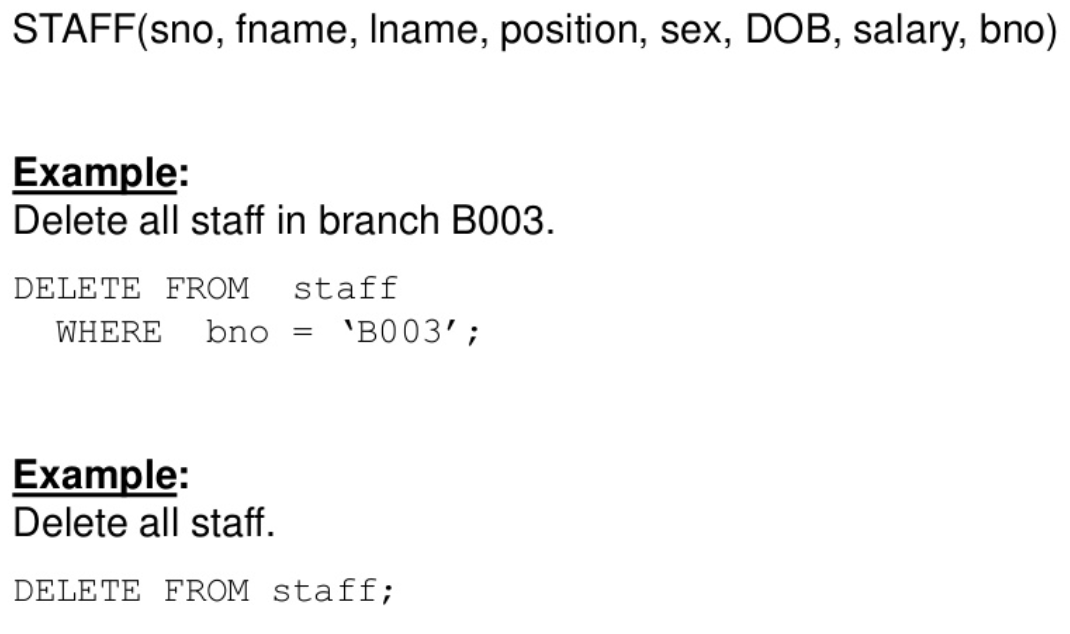 STAFF(sno, fname, lname, position, sex, DOB, salary, bno)
Example:
Delete all staff in branch B003.
DELETE FROM staff
WHERE bno = ‘B003’;
Example:
Delete all staff.
DELETE FROM staff;